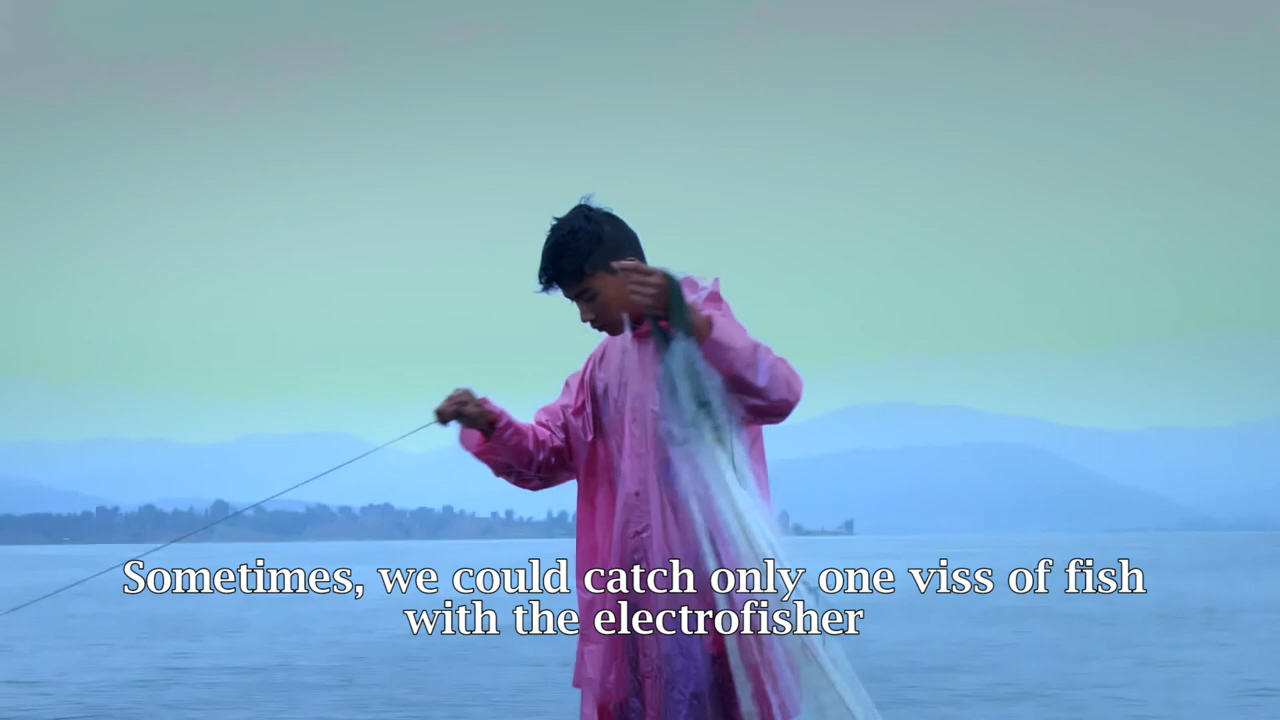 Sometimes, we could catch only one viss of fish
with the electrofisher